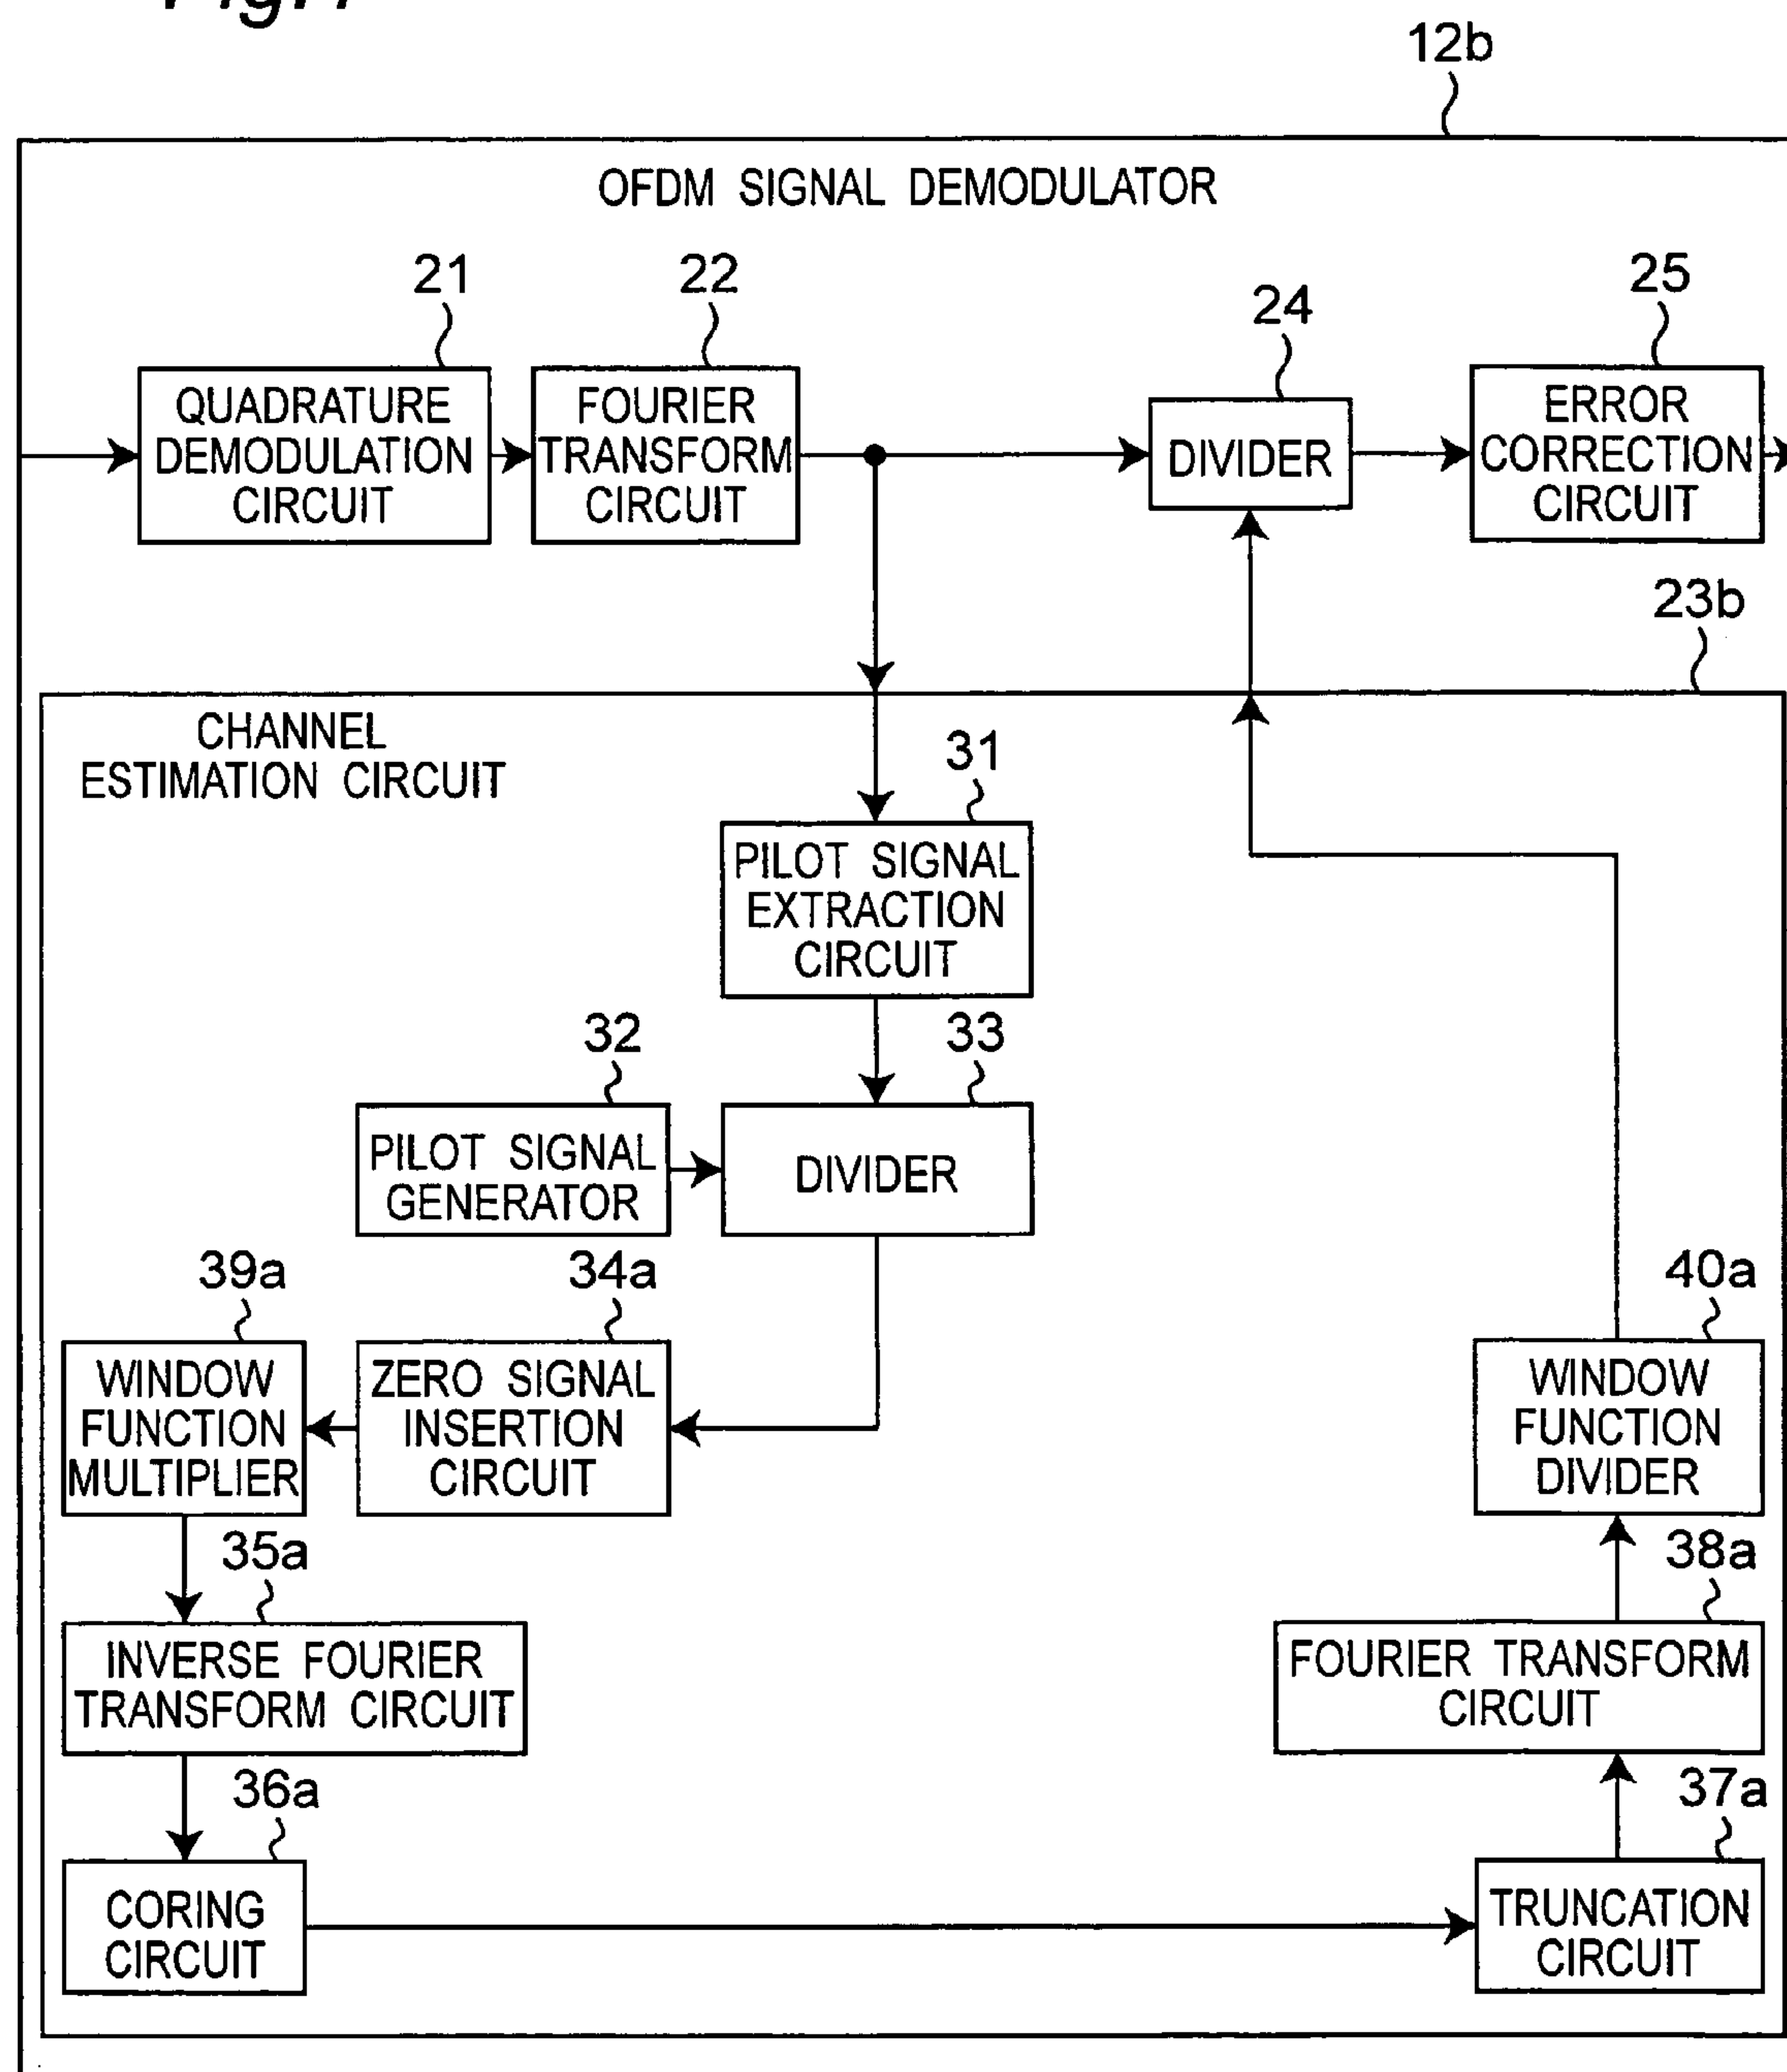 12b
OFDM SIGNAL DEMODULATOR
21
22
24
25
QUADRATURE
DEMODULATION
CIRCUIT
FOURIER
TRANSFORM
CIRCUIT
DIVIDER
ERROR
CORRECTION
CIRCUIT
23b
CHANNEL
ESTIMATION CIRCUIT
31
PILOT SIGNAL
EXTRACTION
CIRCUIT
32
33
PILOT SIGNAL
GENERATOR
DIVIDER
39a
34a
40a
WINDOW
FUNCTION
MULTIPLIER
ZERO SIGNAL
INSERTION
CIRCUIT
WINDOW
FUNCTION
DIVIDER
35a
38a
INVERSE FOURIER
TRANSFORM CIRCUIT
FOURIER TRANSFORM
CIRCUIT
36a
37a
CORING
CIRCUIT
TRUNCATION
CIRCUIT